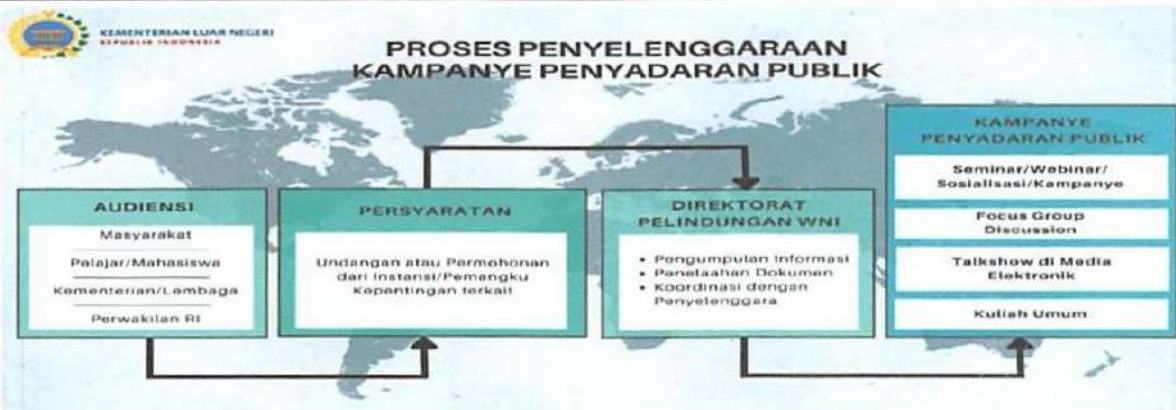 KEMENTERIAN LUAR NEGERI
REPUBLIK INDONESIA
PROSES PENYELENGGARAAN
KAMPANYE PENYADARAN PUBLIK
AUDIENSI
Masyarakat
Pelajar/Mahasiswa
Kementerian/Lembaga
Perwakilan RI
PERSYARATAN
Undangan atau Permohonan
dari Instansi/Pemangku
Kepentingan terkait
DIREKTORAT
PELINDUNGAN WNI
• Pengumpulan Informasi
• Penelaahan Dokumen
• Koordinasi dengan
Penyelenggara
KAMPANYE
PENYADARAN PUBLIK
Seminar/Webinar/
Sosialisasi/Kampanye
Focus Group
Discussion
Talkshow di Media
Elektronik
Kuliah Umum